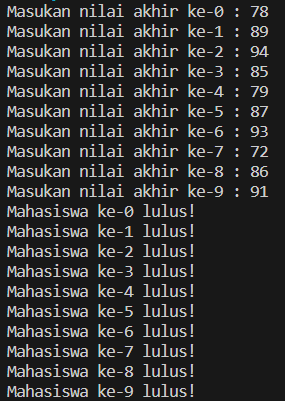 Masukan nilai akhir ke-0 : 78
Masukan nilai akhir ke-1 : 89
Masukan nilai akhir ke-2 : 94
Masukan nilai akhir ke-3 : 85
Masukan nilai akhir ke-4 : 79
Masukan nilai akhir ke-5 : 87
Masukan nilai akhir ke-6 : 93
Masukan nilai akhir ke-7 : 72
Masukan nilai akhir ke-8 : 86
Masukan nilai akhir ke-9 : 91
Mahasiswa ke-0 lulus!
Mahasiswa ke-1 lulus!
Mahasiswa ke-2 lulus!
Mahasiswa ke-3 lulus!
Mahasiswa ke-4 lulus!
Mahasiswa ke-5 lulus!
Mahasiswa ke-6 lulus!
Mahasiswa ke-7 lulus!
Mahasiswa ke-8 lulus!
Mahasiswa ke-9 lulus!